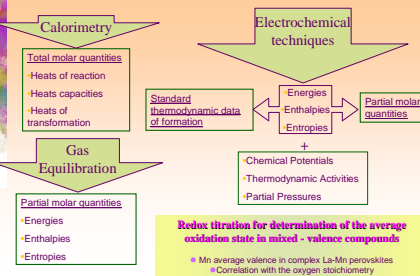 Calorimetry
Total molar quantities
•Heats of reaction
•Heats capacities
•Heats of
transformation
Gas
Equilibration
Partial molar quantities
•Energies
•Enthalpies
•Entropies
Electrochemical
techniques
Standard
thermodynamic data
of formation
•Energies
•Enthalpies
•Entropies
Partial molar
quantities
+
•Chemical Potentials
•Thermodynamic Activities
•Partial Pressures
Redox titration for determination of the average
oxidation state in mixed - valence compounds
● Mn average valence in complex La-Mn perovskites
●Correlation with the oxygen stoichiometry